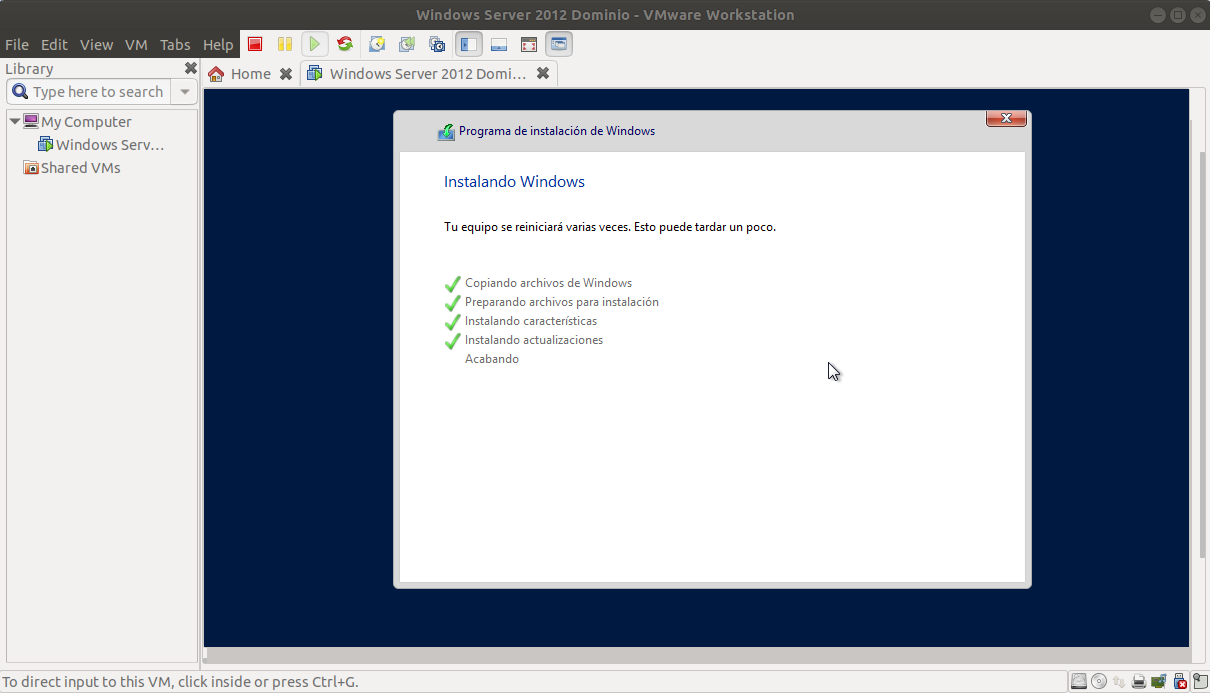 Windows Server 2012 Dominio - VMware Workstation
File Edit View VM Tabs Help
Library
Home
Windows Server 2012 Domi...
Type here to search
My Computer
Windows Serv...
Shared VMs
Programa de instalación de Windows
Instalando Windows
Tu equipo se reiniciará varias veces. Esto puede tardar un poco.
Copiando archivos de Windows
Preparando archivos para instalación
Instalando características
Instalando actualizaciones
Acabando
To direct input to this VM, click inside or press Ctrl+G.